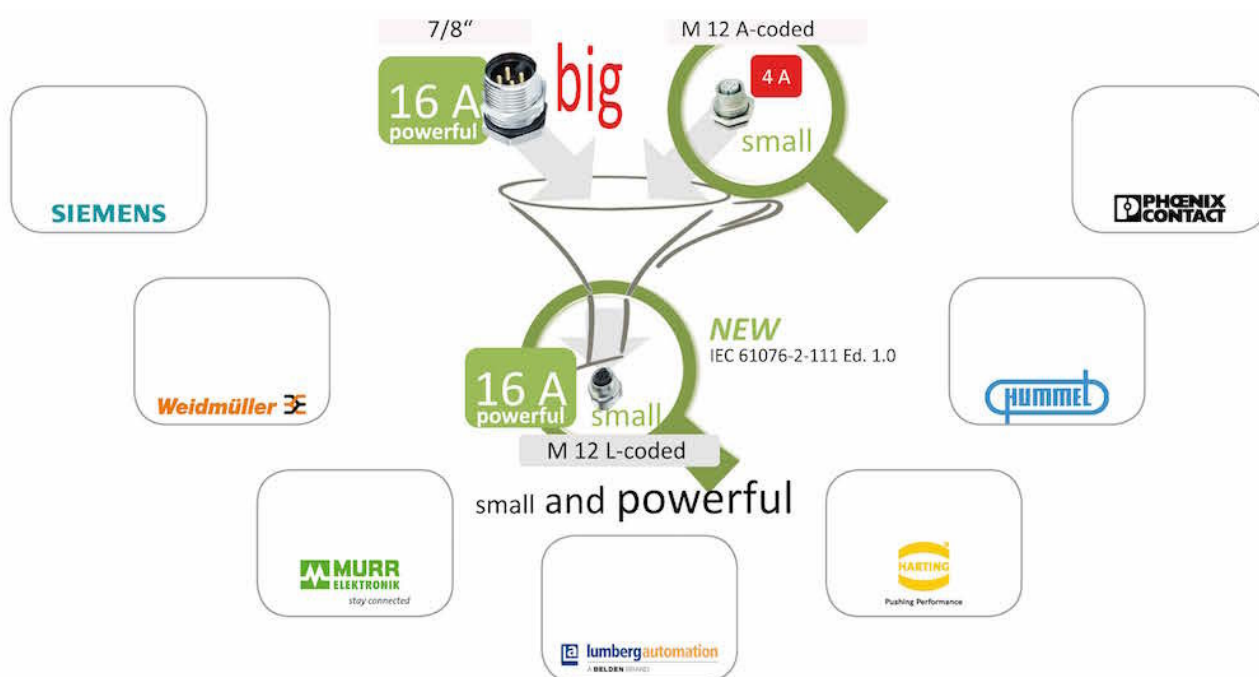 7/8“
M 12 A-coded
16 A
powerful
big
4 A
small
SIEMENS
PHŒNIX
CONTACT
NEW
IEC 61076-2-111 Ed. 1.0
16 A
powerful
small
M 12 L-coded
Weidmüller
HUMMEL
small and powerful
MURR
ELEKTRONIK
stay connected
HARTING
Pushing Performance
lumbergautomation
A BELDEN BRAND